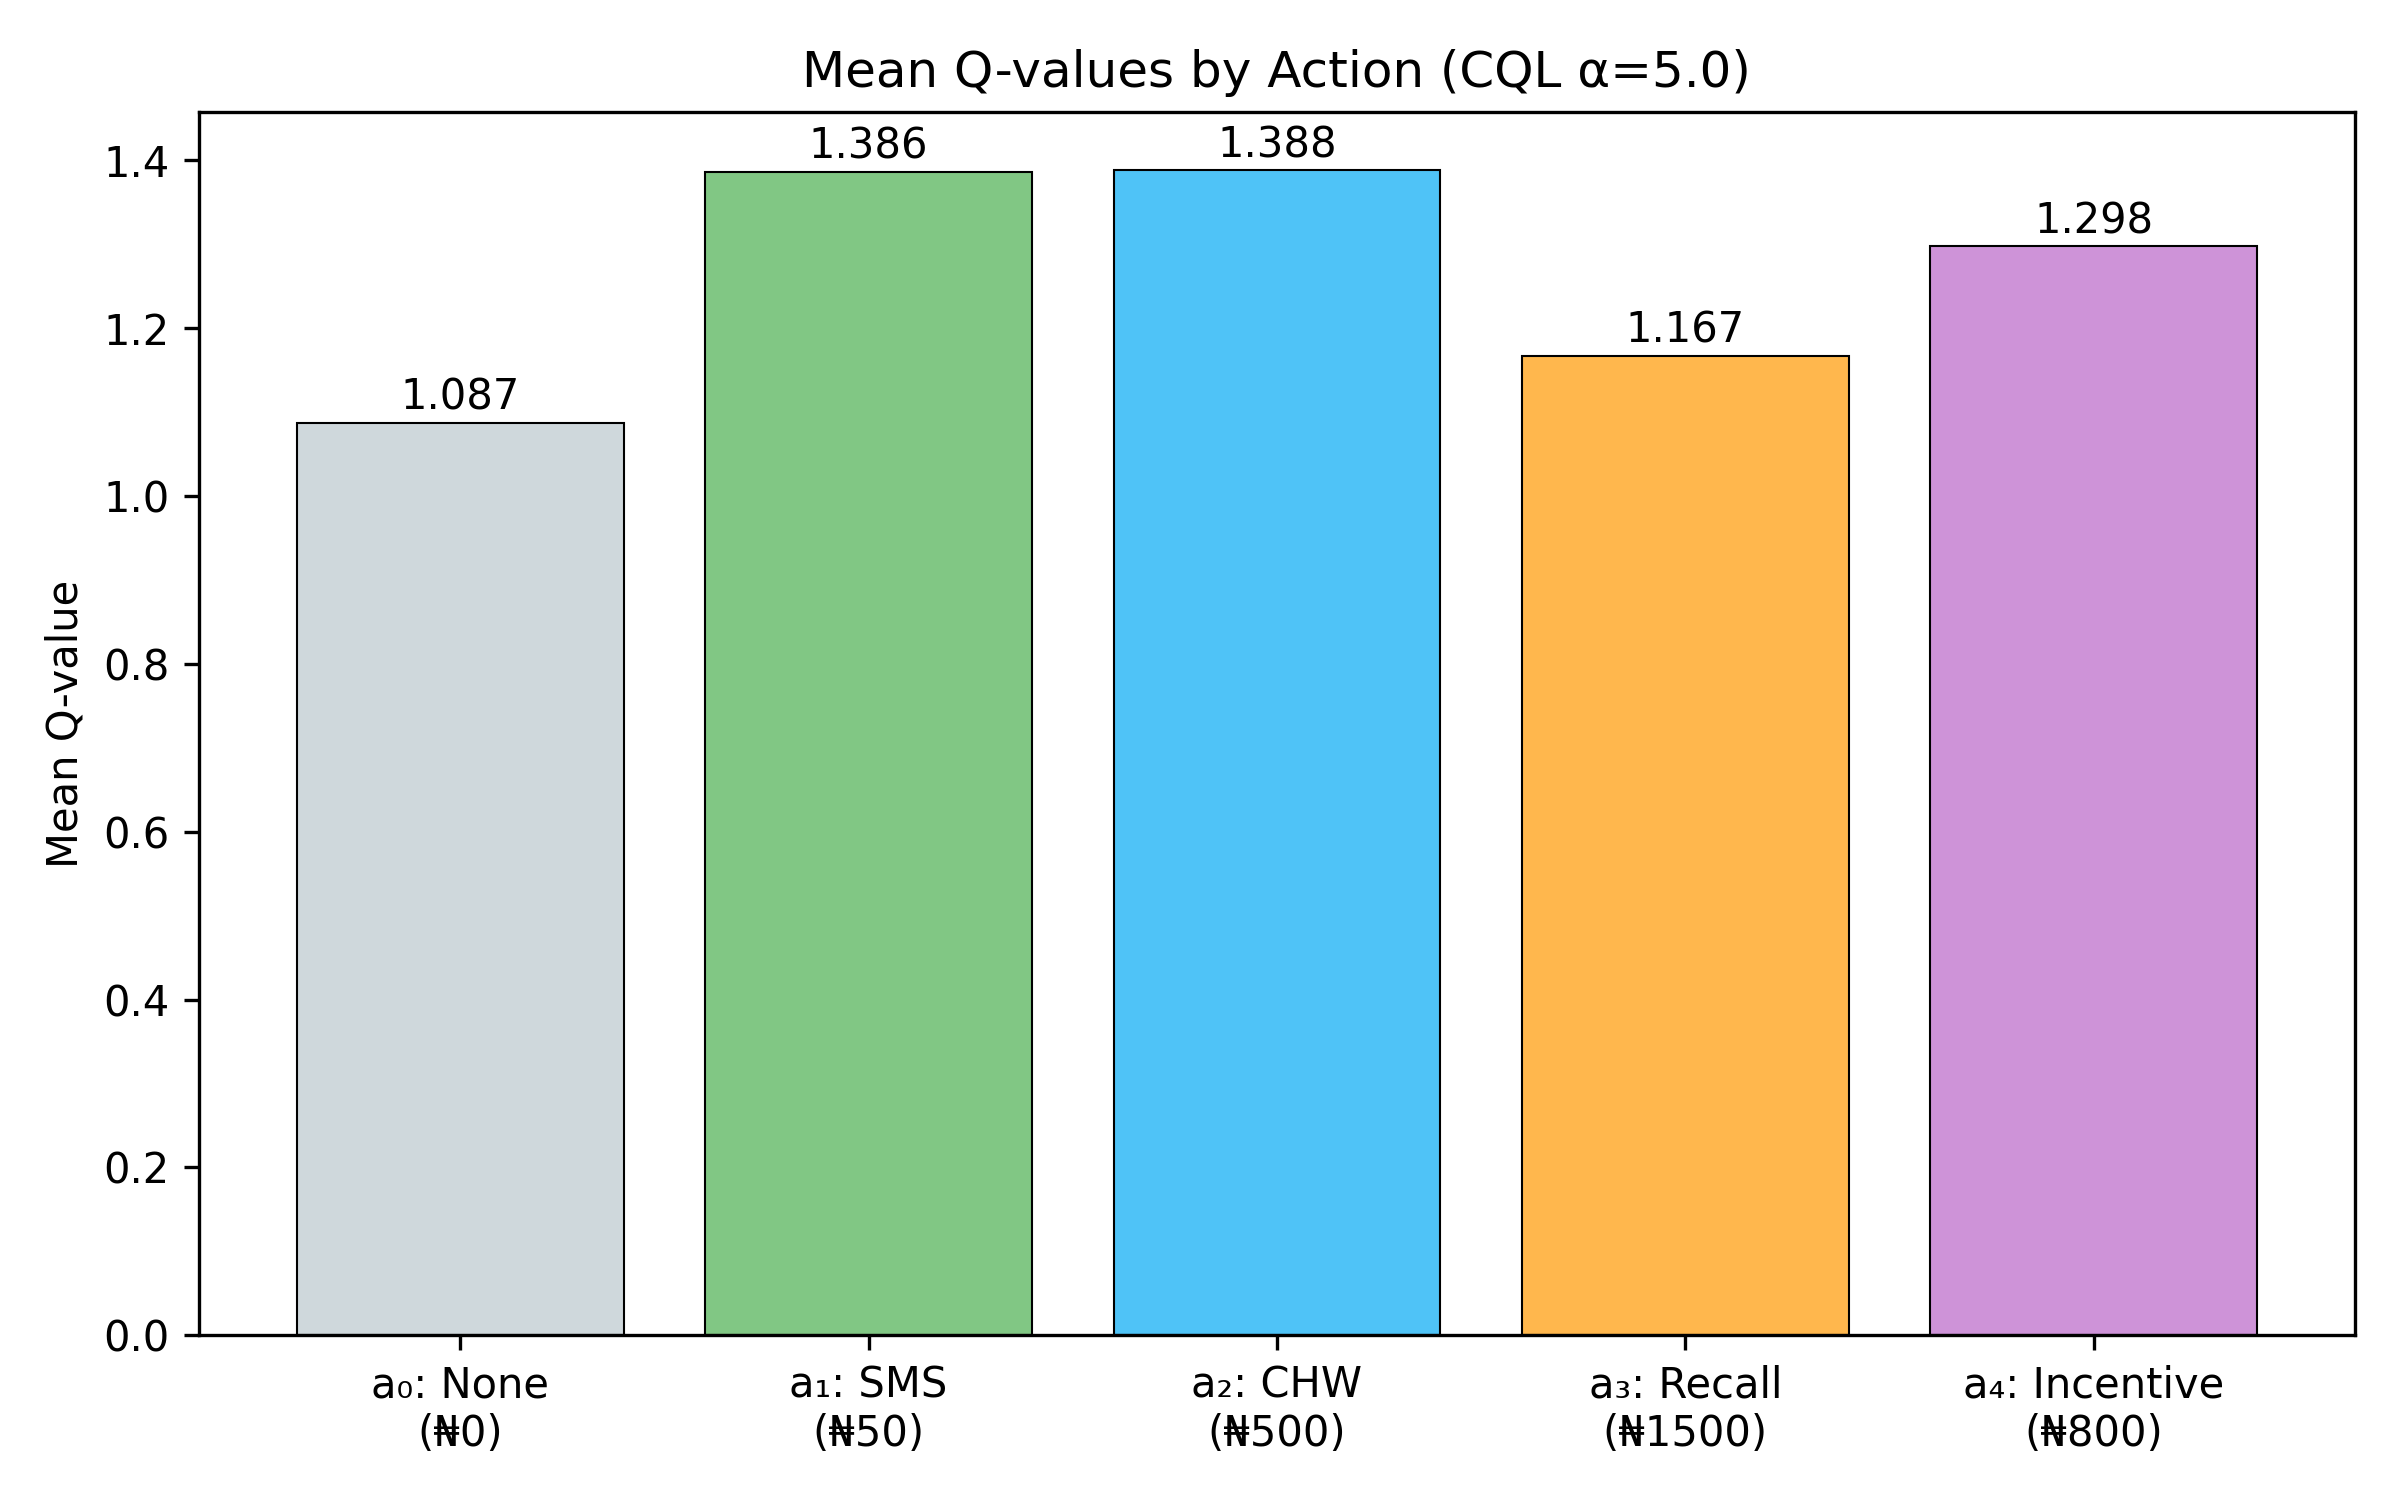 Mean Q-values by Action (CQL α=5.0)
Mean Q-value
1.4
1.2
1.0
0.8
0.6
0.4
0.2
0.0
1.087
1.386
1.388
1.167
1.298
a₀: None
(₦0)
a₁: SMS
(₦50)
a₂: CHW
(₦500)
a₃: Recall
(₦1500)
a₄: Incentive
(₦800)